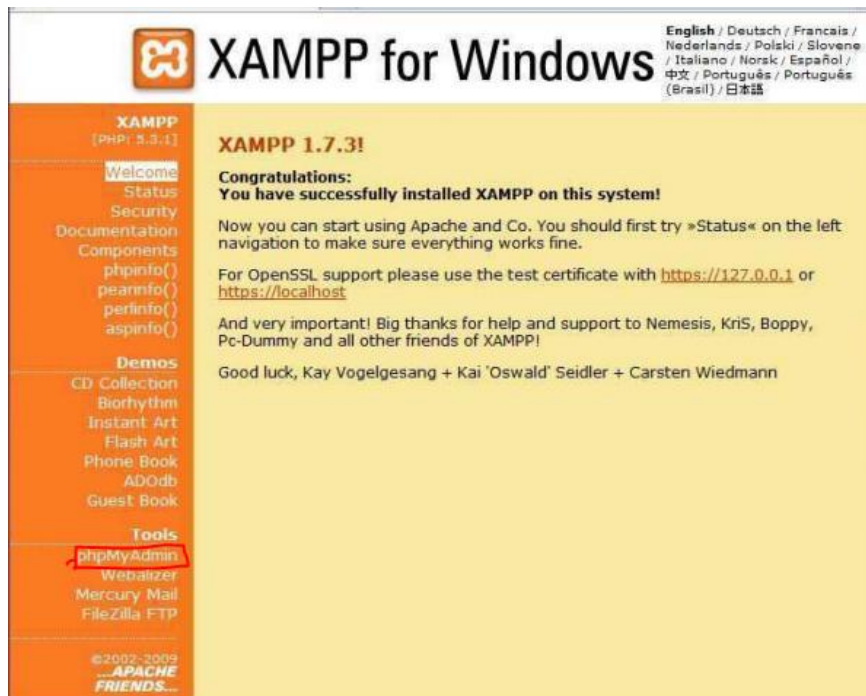 XAMPP for Windows
English / Deutsch / Francais /
Nederlands / Polski / Slovene
/ Italiano / Norsk / Español /
中文 / Português / Português
(Brasil) / 日本語
XAMPP
[PHP: 5.3.1]
Welcome
Status
Security
Documentation
Components
phpinfo()
pearinfo()
perlinfo()
aspinfo()
Demos
CD Collection
Biorhythm
Instant Art
Flash Art
Phone Book
ADOdb
Guest Book
Tools
phpMyAdmin
Webalizer
Mercury Mail
FileZilla FTP
©2002-2009
...APACHE
FRIENDS...
XAMPP 1.7.3!
Congratulations:
You have successfully installed XAMPP on this system!
Now you can start using Apache and Co. You should first try »Status« on the left
navigation to make sure everything works fine.
For OpenSSL support please use the test certificate with https://127.0.0.1 or
https://localhost
And very important! Big thanks for help and support to Nemesis, KriS, Boppy,
Pc-Dummy and all other friends of XAMPP!
Good luck, Kay Vogelgesang + Kai 'Oswald' Seidler + Carsten Wiedmann